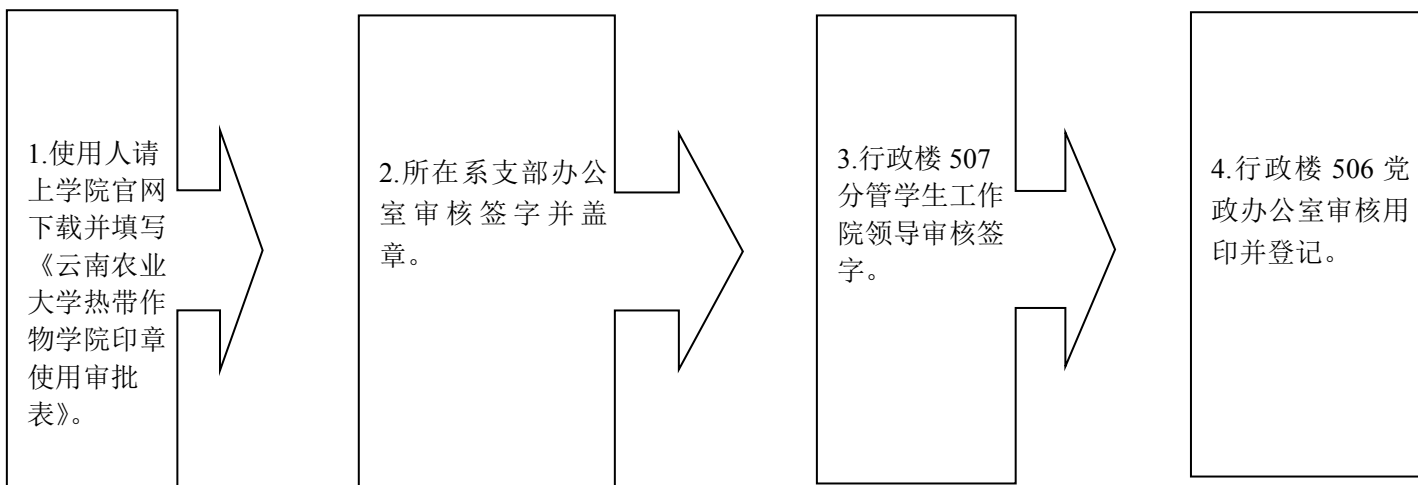 1.使用人请
上学院官网
下载并填写
《云南农业
大学热带作
物学院印章
使用审批
表》。
2.所在系支部办公
室审核签字并盖
章。
3.行政楼 507
分管学生工作
院领导审核签
字。
4.行政楼 506 党
政办公室审核用
印并登记。